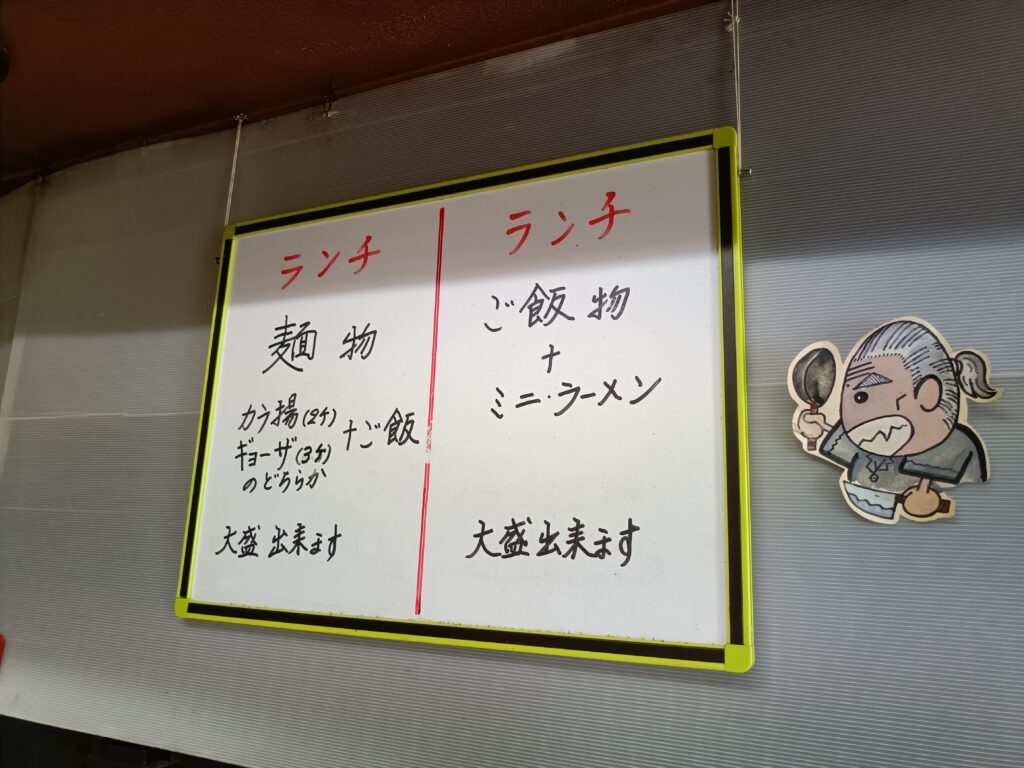 ランチ
麺物
カラ揚(2ケ)
ギョーザ(3ケ)
のどちらか
+ご飯
大盛出来ます
ランチ
ご飯物
+
ミニ・ラーメン
大盛出来ます